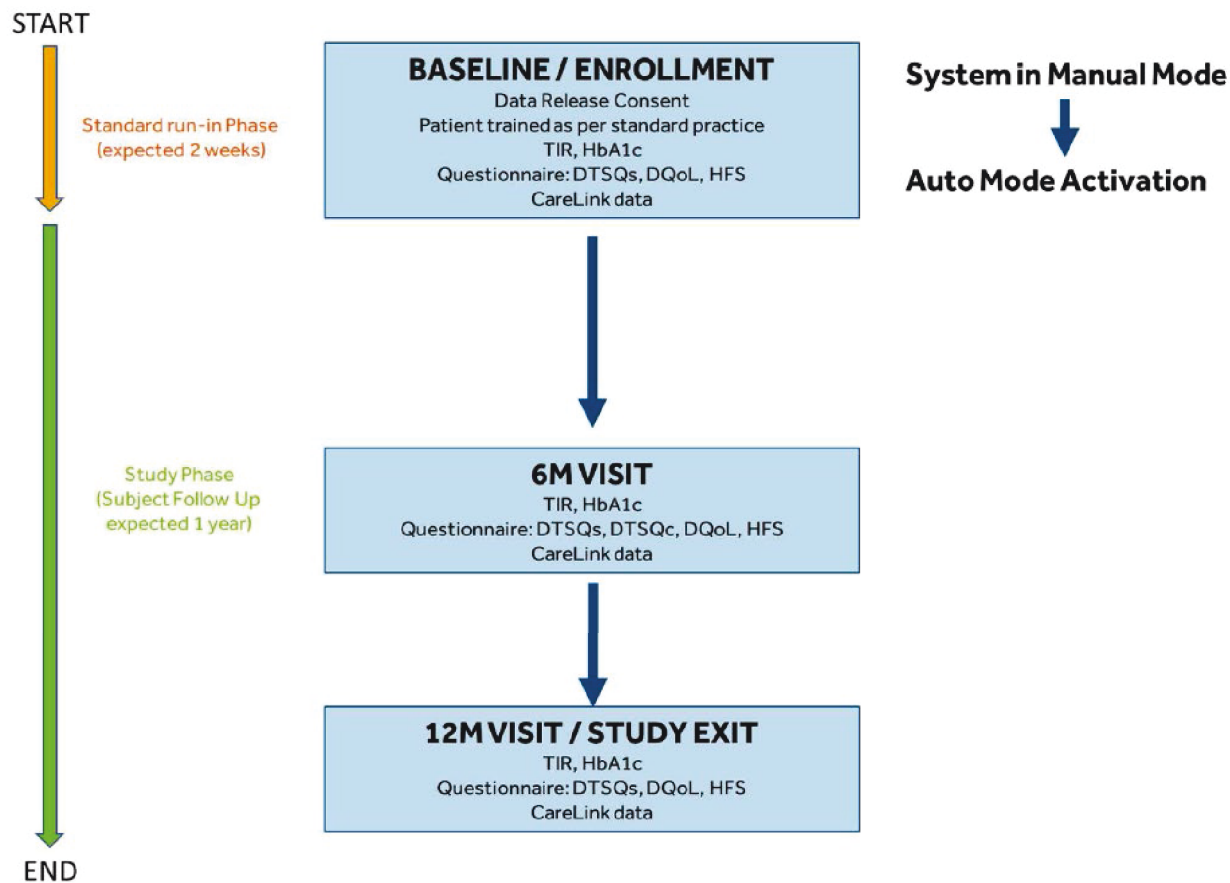 START
Standard run-in Phase
(expected 2 weeks)
BASELINE / ENROLLMENT
Data Release Consent
Patient trained as per standard practice
TIR, HbA1c
Questionnaire: DTSQs, DQoL, HFS
CareLink data
System in Manual Mode
Auto Mode Activation
Study Phase
(Subject Follow Up
expected 1 year)
6M VISIT
TIR, HbA1c
Questionnaire: DTSQs, DTSQc, DQoL, HFS
CareLink data
12M VISIT / STUDY EXIT
TIR, HbA1c
Questionnaire: DTSQs, DQoL, HFS
CareLink data
END